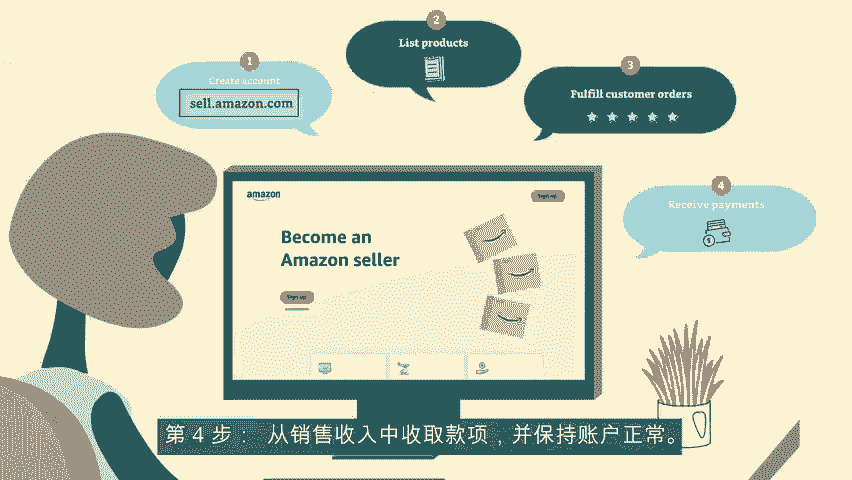 2
List products
1
Create account
sell.amazon.com
3
Fulfill customer orders
4
Receive payments
amazon
Sign up
Become an
Amazon seller
Sign up
第 4 步： 从销售收入中收取款项，并保持账户正常。